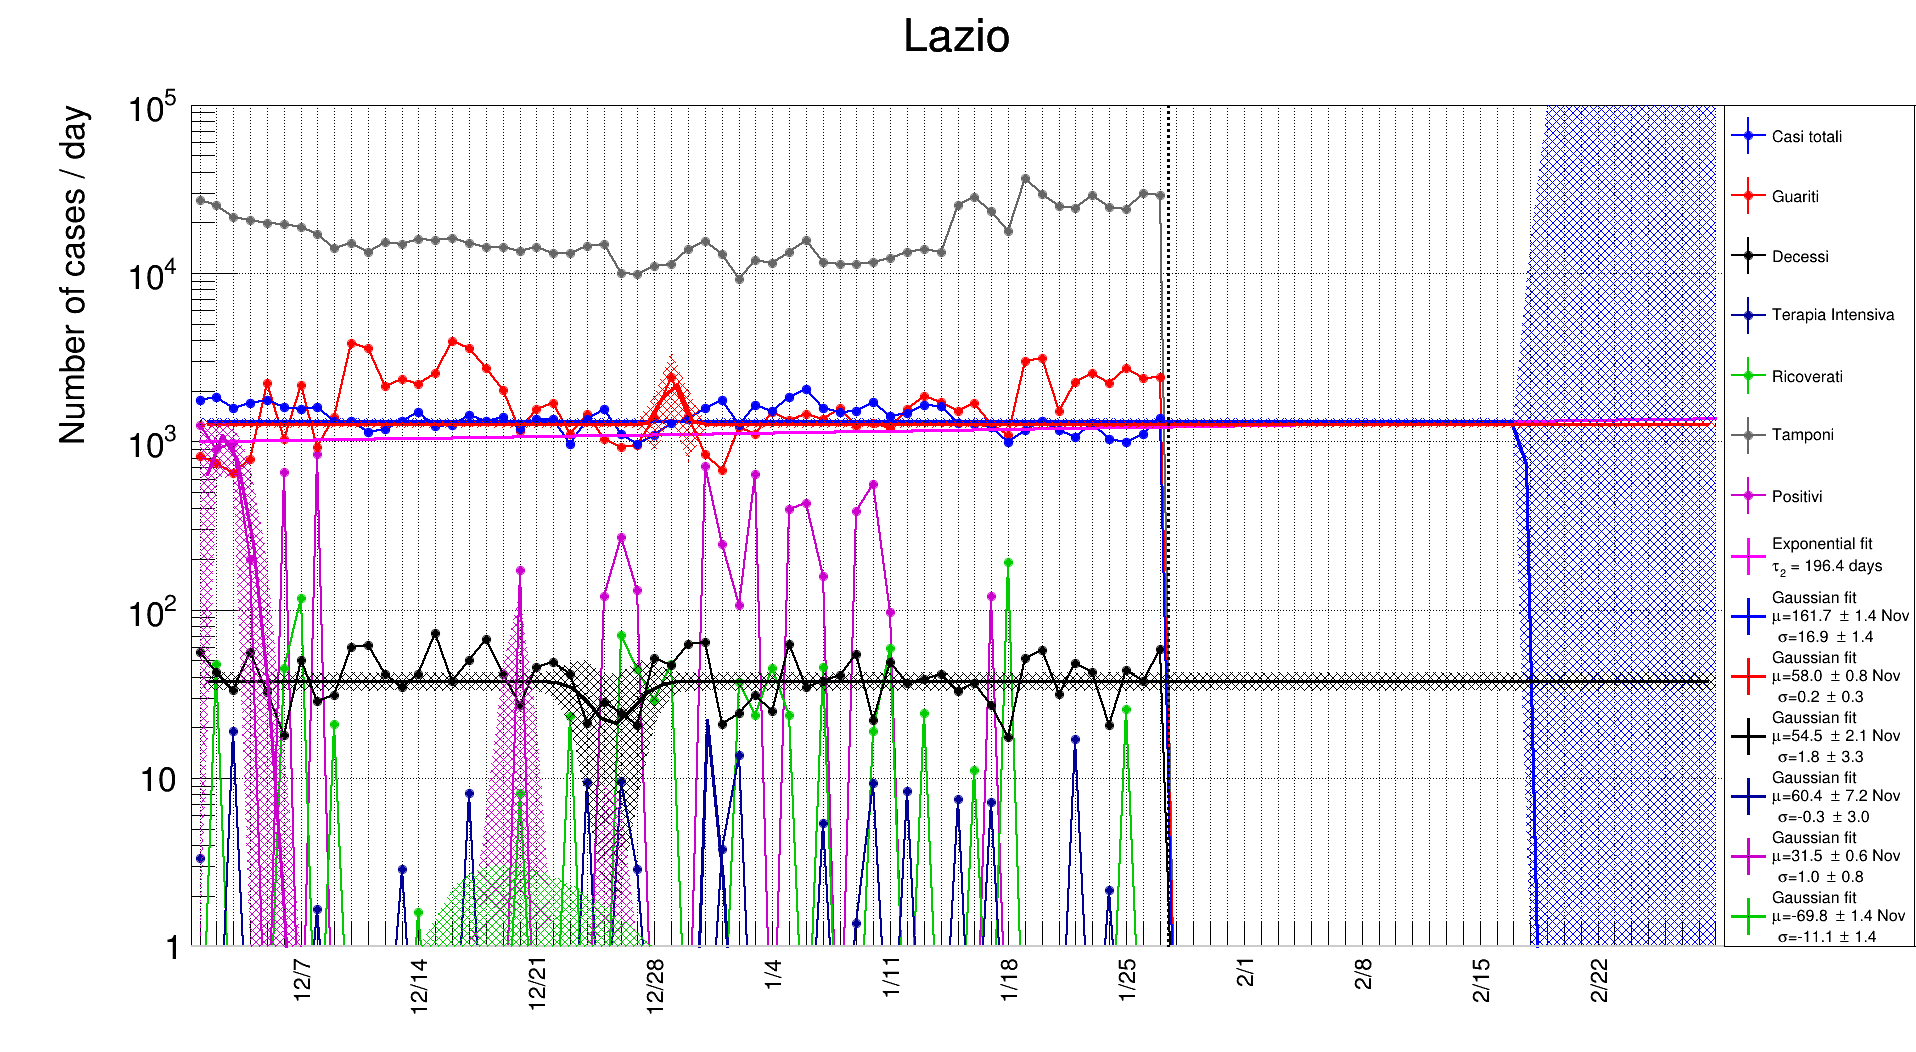 Lazio
Number of cases / day
10^5
10^4
10^3
10^2
10
1
12/7
12/14
12/21
12/28
1/4
1/11
1/18
1/25
2/1
2/8
2/15
2/22
Casi totali
Guariti
Decessi
Terapia Intensiva
Ricoverati
Tamponi
Positivi
Exponential fit
τ_2 = 196.4 days
Gaussian fit
μ=161.7 ± 1.4 Nov
σ=16.9 ± 1.4
Gaussian fit
μ=58.0 ± 0.8 Nov
σ=0.2 ± 0.3
Gaussian fit
μ=54.5 ± 2.1 Nov
σ=1.8 ± 3.3
Gaussian fit
μ=60.4 ± 7.2 Nov
σ=-0.3 ± 3.0
Gaussian fit
μ=31.5 ± 0.6 Nov
σ=1.0 ± 0.8
Gaussian fit
μ=-69.8 ± 1.4 Nov
σ=-11.1 ± 1.4